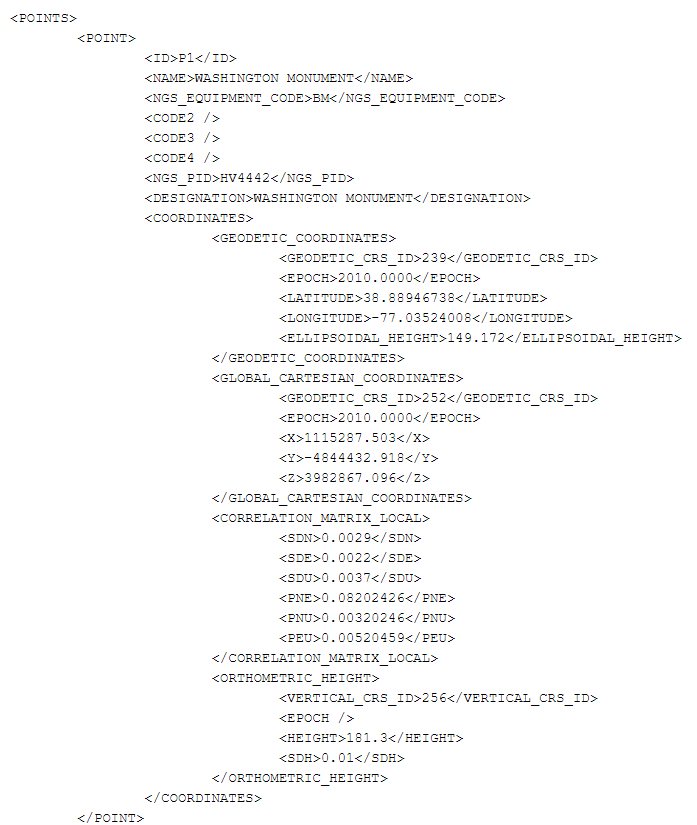 <POINTS>
<POINT>
<ID>P1</ID>
<NAME>WASHINGTON MONUMENT</NAME>
<NGS_EQUIPMENT_CODE>BM</NGS_EQUIPMENT_CODE>
<CODE2 />
<CODE3 />
<CODE4 />
<NGS_PID>HV4442</NGS_PID>
<DESIGNATION>WASHINGTON MONUMENT</DESIGNATION>
<COORDINATES>
<GEODETIC_COORDINATES>
<GEODETIC_CRS_ID>239</GEODETIC_CRS_ID>
<EPOCH>2010.0000</EPOCH>
<LATITUDE>38.88946738</LATITUDE>
<LONGITUDE>-77.03524008</LONGITUDE>
<ELLIPSOIDAL_HEIGHT>149.172</ELLIPSOIDAL_HEIGHT>
</GEODETIC_COORDINATES>
<GLOBAL_CARTESIAN_COORDINATES>
<GEODETIC_CRS_ID>252</GEODETIC_CRS_ID>
<EPOCH>2010.0000</EPOCH>
<X>1115287.503</X>
<Y>-4844432.918</Y>
<Z>3982867.096</Z>
</GLOBAL_CARTESIAN_COORDINATES>
<CORRELATION_MATRIX_LOCAL>
<SDN>0.0029</SDN>
<SDE>0.0022</SDE>
<SDU>0.0037</SDU>
<PNE>0.08202426</PNE>
<PNU>0.00320246</PNU>
<PEU>0.00520459</PEU>
</CORRELATION_MATRIX_LOCAL>
<ORTHOMETRIC_HEIGHT>
<VERTICAL_CRS_ID>256</VERTICAL_CRS_ID>
<EPOCH />
<HEIGHT>181.3</HEIGHT>
<SDH>0.01</SDH>
</ORTHOMETRIC_HEIGHT>
</COORDINATES>
</POINT>